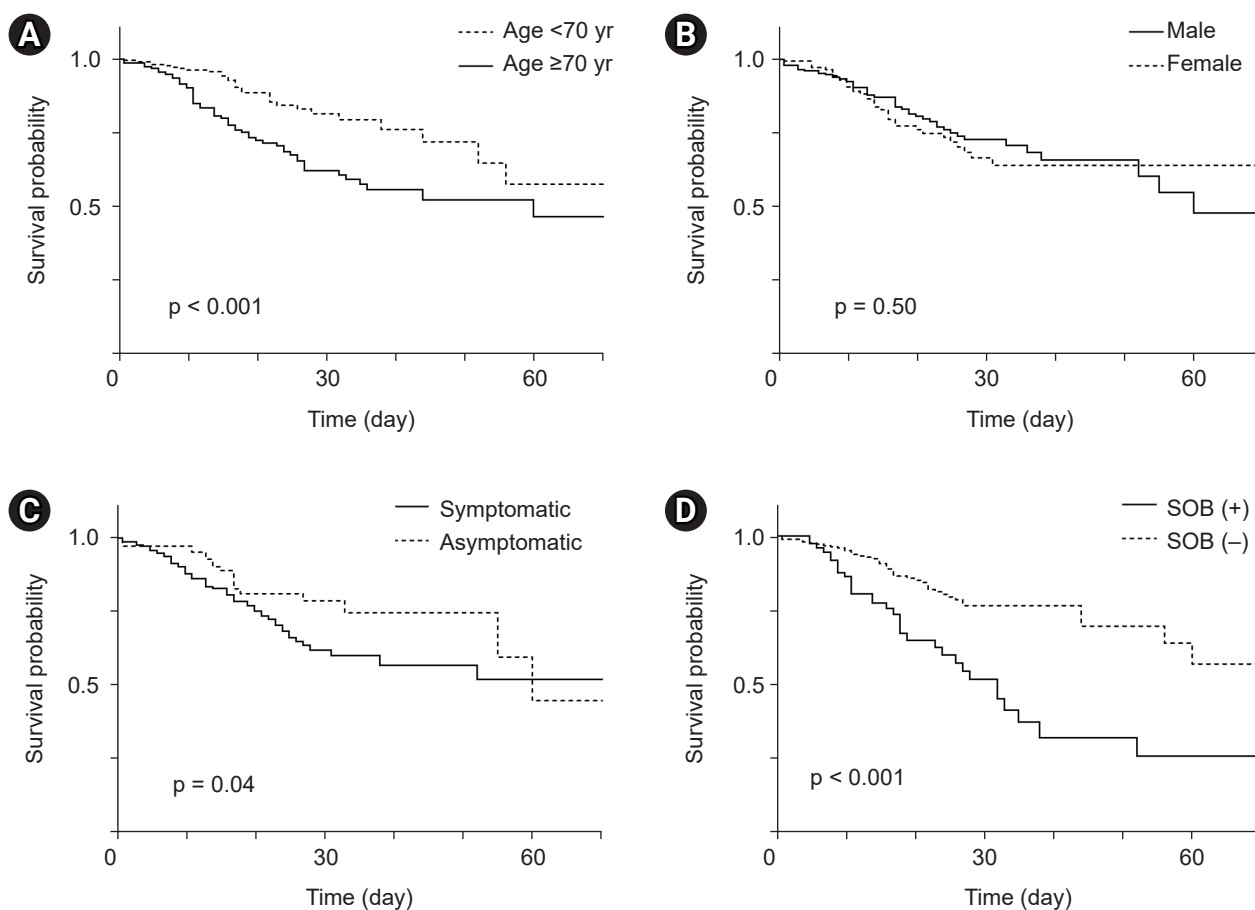 A
Age <70 yr
Age ≥70 yr
1.0
0.5
Survival probability
p < 0.001
0
30
60
Time (day)
B
Male
Female
1.0
0.5
Survival probability
p = 0.50
0
30
60
Time (day)
C
Symptomatic
Asymptomatic
1.0
0.5
Survival probability
p = 0.04
0
30
60
Time (day)
D
SOB (+)
SOB (–)
1.0
0.5
Survival probability
p < 0.001
0
30
60
Time (day)